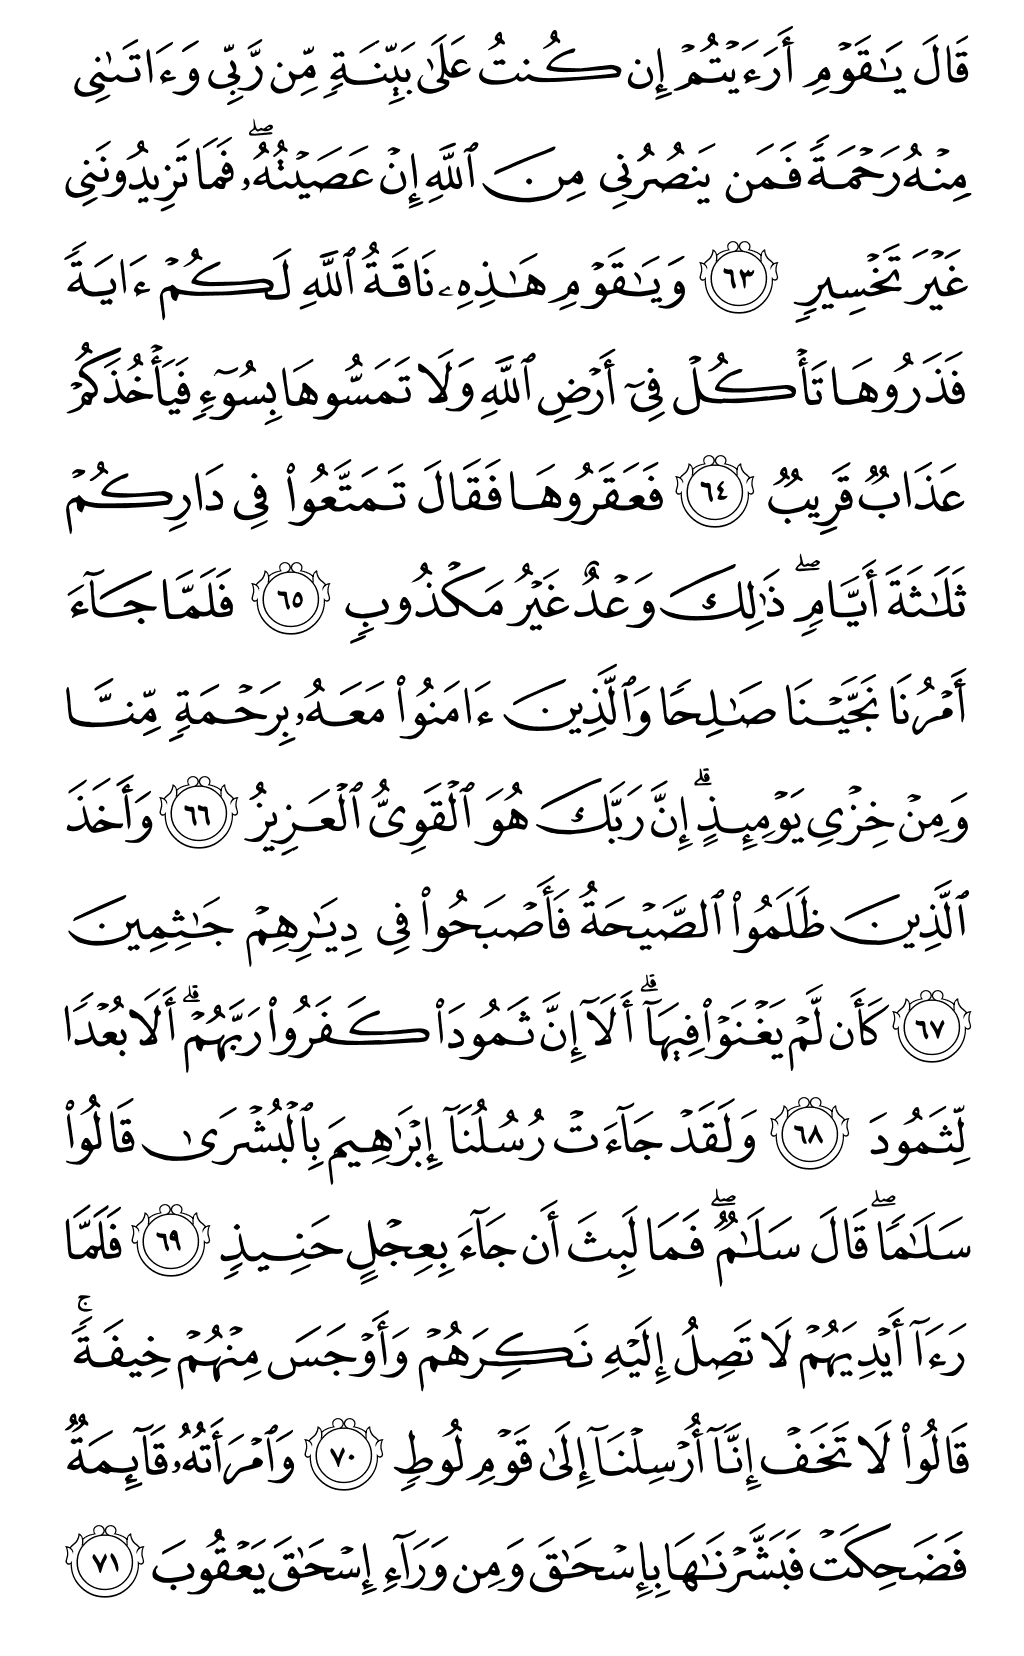 قَالَ يَٰقَوْمِ أَرَءَيْتُمْ إِن كُنتُ عَلَىٰ بَيِّنَةٍ مِّن رَّبِّى وَءَاتَىٰنِى
مِنْهُ رَحْمَةً فَمَن يَنصُرُنِى مِنَ ٱللَّهِ إِنْ عَصَيْتُهُۥ ۖ فَمَا تَزِيدُونَنِى
غَيْرَ تَخْسِيرٍ ٦٣ وَيَٰقَوْمِ هَٰذِهِۦ نَاقَةُ ٱللَّهِ لَكُمْ ءَايَةً
فَذَرُوهَا تَأْكُلْ فِىٓ أَرْضِ ٱللَّهِ وَلَا تَمَسُّوهَا بِسُوٓءٍ فَيَأْخُذَكُمْ
عَذَابٌ قَرِيبٌ ٦٤ فَعَقَرُوهَا فَقَالَ تَمَتَّعُوا۟ فِى دَارِكُمْ
ثَلَٰثَةَ أَيَّامٍ ۖ ذَٰلِكَ وَعْدٌ غَيْرُ مَكْذُوبٍ ٦٥ فَلَمَّا جَآءَ
أَمْرُنَا نَجَّيْنَا صَٰلِحًا وَٱلَّذِينَ ءَامَنُوا۟ مَعَهُۥ بِرَحْمَةٍ مِّنَّا
وَمِنْ خِزْىِ يَوْمِئِذٍ ۗ إِنَّ رَبَّكَ هُوَ ٱلْقَوِىُّ ٱلْعَزِيزُ ٦٦ وَأَخَذَ
ٱلَّذِينَ ظَلَمُوا۟ ٱلصَّيْحَةُ فَأَصْبَحُوا۟ فِى دِيَٰرِهِمْ جَٰثِمِينَ
٦٧ كَأَن لَّمْ يَغْنَوْا۟ فِيهَآ ۗ أَلَآ إِنَّ ثَمُودَا۟ كَفَرُوا۟ رَبَّهُمْ ۗ أَلَا بُعْدًا
لِّثَمُودَ ٦٨ وَلَقَدْ جَآءَتْ رُسُلُنَآ إِبْرَٰهِيمَ بِٱلْبُشْرَىٰ قَالُوا۟
سَلَٰمًا ۖ قَالَ سَلَٰمٌ ۖ فَمَا لَبِثَ أَن جَآءَ بِعِجْلٍ حَنِيذٍ ٦٩ فَلَمَّا
رَءَآ أَيْدِيَهُمْ لَا تَصِلُ إِلَيْهِ نَكِرَهُمْ وَأَوْجَسَ مِنْهُمْ خِيفَةً ۚ
قَالُوا۟ لَا تَخَفْ إِنَّآ أُرْسِلْنَآ إِلَىٰ قَوْمِ لُوطٍ ٧٠ وَٱمْرَأَتُهُۥ قَآئِمَةٌ
فَضَحِكَتْ فَبَشَّرْنَٰهَا بِإِسْحَٰقَ وَمِن وَرَآءِ إِسْحَٰقَ يَعْقُوبَ ٧١